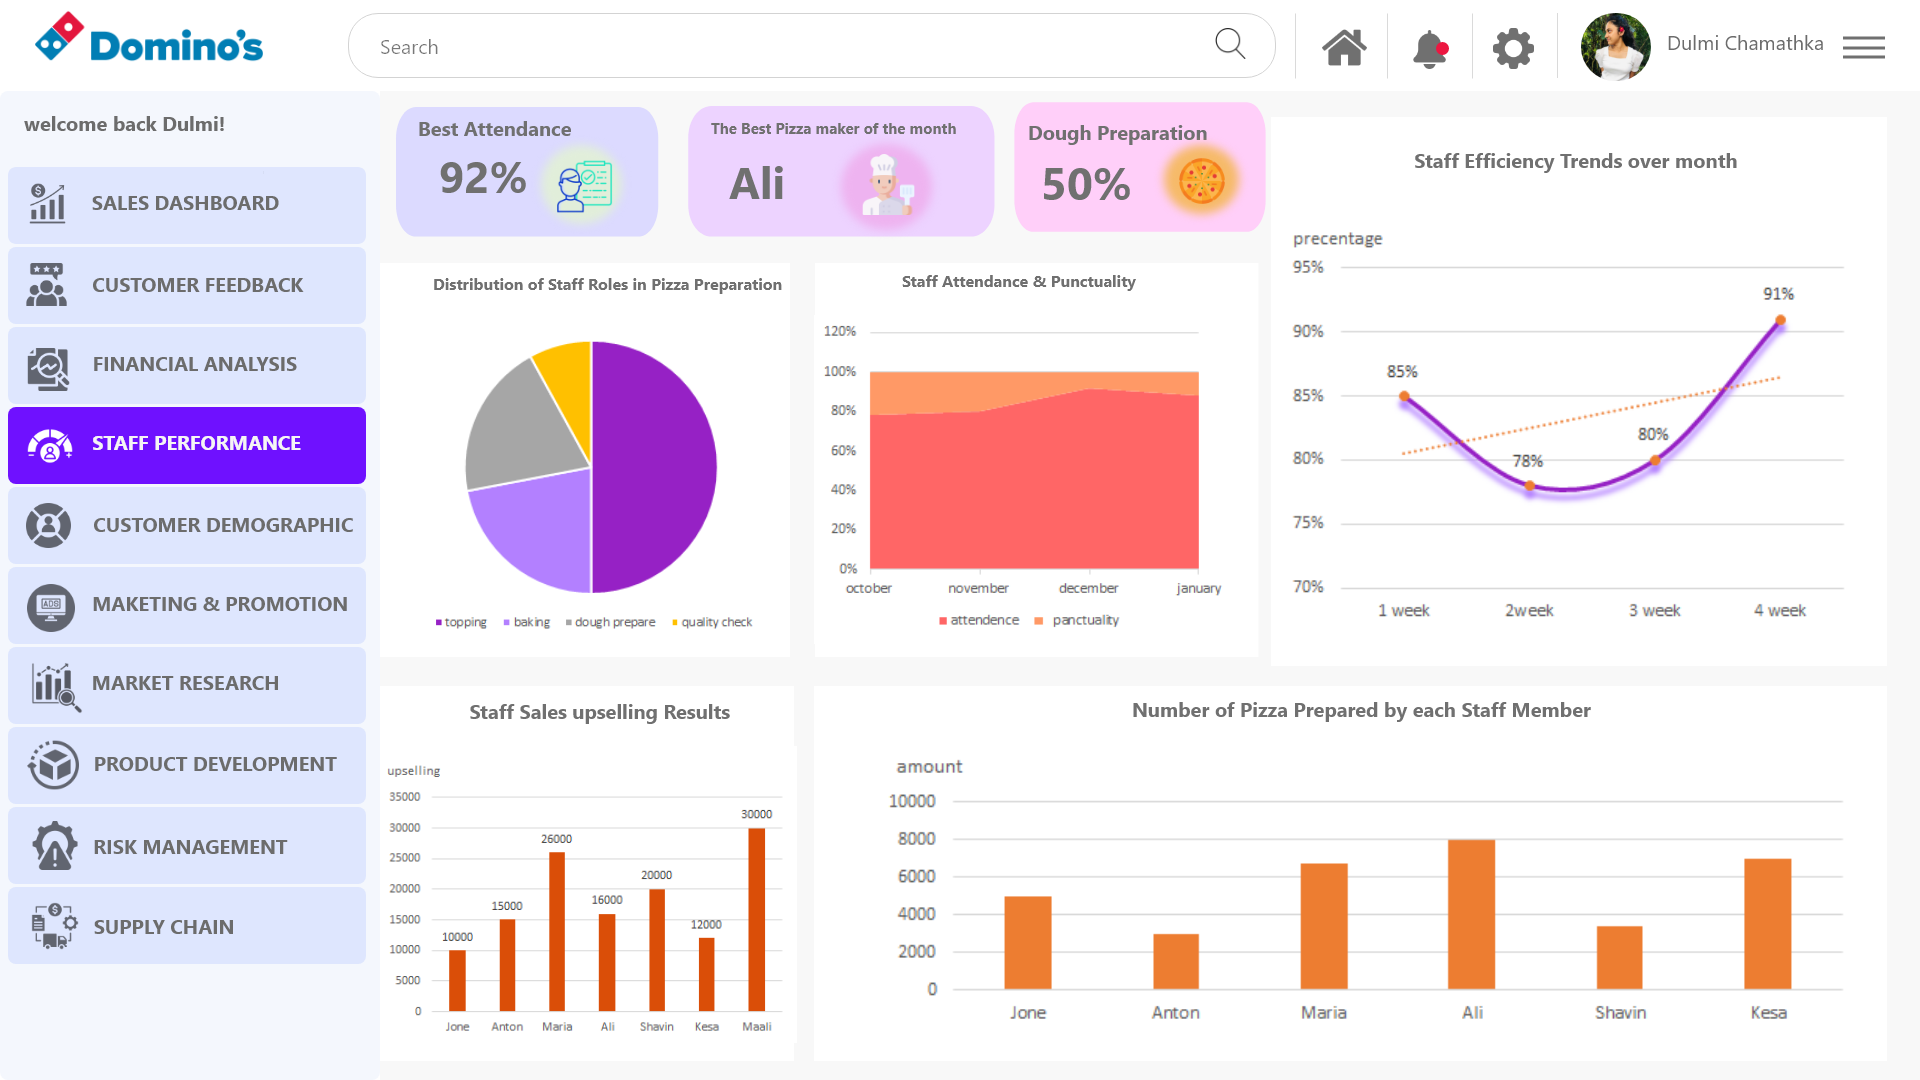 Domino's
Search
Dulmi Chamathka
welcome back Dulmi!
SALES DASHBOARD
CUSTOMER FEEDBACK
FINANCIAL ANALYSIS
STAFF PERFORMANCE
CUSTOMER DEMOGRAPHIC
ADS
MAKETING & PROMOTION
MARKET RESEARCH
PRODUCT DEVELOPMENT
RISK MANAGEMENT
SUPPLY CHAIN
Best Attendance
92%
The Best Pizza maker of the month
Ali
Dough Preparation
50%
Distribution of Staff Roles in Pizza Preparation
topping baking dough prepare quality check
Staff Attendance & Punctuality
120%
100%
80%
60%
40%
20%
0%
october november december january
attendence panctuality
Staff Efficiency Trends over month
precentage
95%
91%
90%
85%
85%
80%
80%
78%
75%
70%
1 week 2week 3 week 4 week
Staff Sales upselling Results
upselling
35000
30000
30000
26000
25000
20000
20000
16000
15000
15000
12000
10000
10000
5000
0
Jone Anton Maria Ali Shavin Kesa Maali
Number of Pizza Prepared by each Staff Member
amount
10000
8000
6000
4000
2000
0
Jone Anton Maria Ali Shavin Kesa